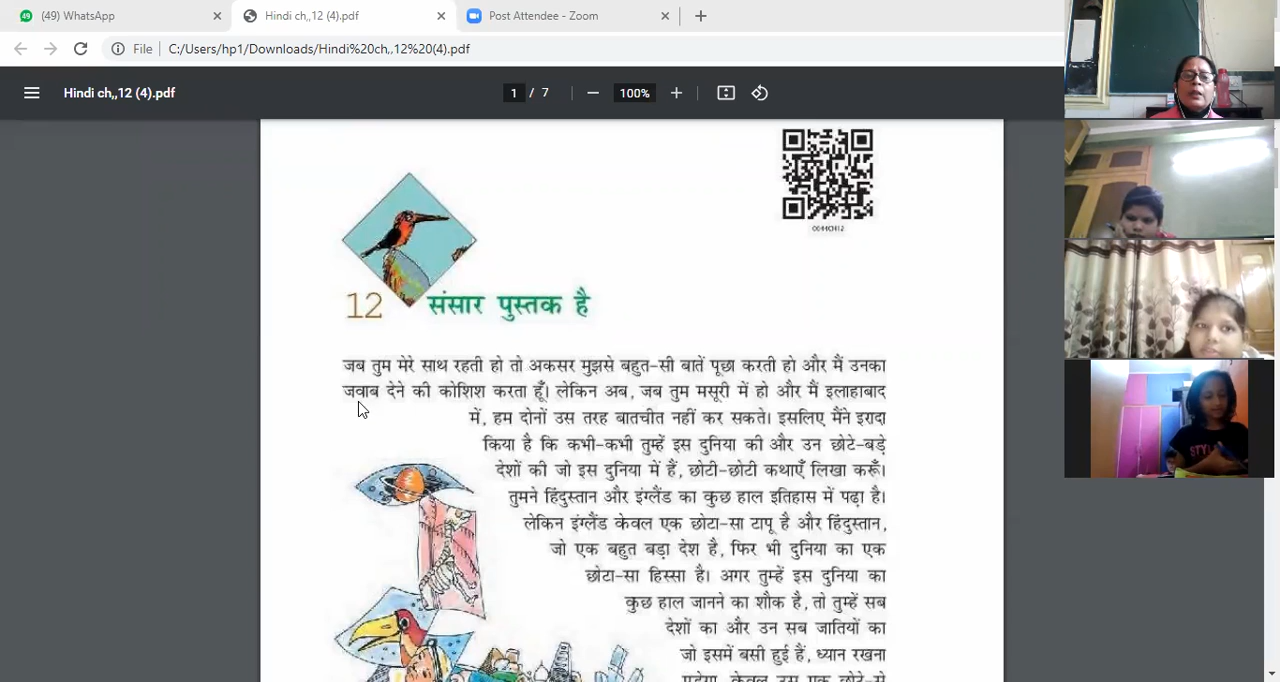 (49) WhatsApp
Hindi ch,,12 (4).pdf
Post Attendee - Zoom
File
C:/Users/hp1/Downloads/Hindi%20ch,,12%20(4).pdf
Hindi ch,,12 (4).pdf
1 / 7
100%
12 संसार पुस्तक है
जब तुम मेरे साथ रहती हो तो अकसर मुझसे बहुत-सी बातें पूछा करती हो और मैं उनका
जवाब देने की कोशिश करता हूँ। लेकिन अब, जब तुम मसूरी में हो और मैं इलाहाबाद
में, हम दोनों उस तरह बातचीत नहीं कर सकते। इसलिए मैंने इरादा
किया है कि कभी-कभी तुम्हें इस दुनिया की और उन छोटे-बड़े
देशों की जो इस दुनिया में हैं, छोटी-छोटी कथाएँ लिखा करूँ।
तुमने हिंदुस्तान और इंग्लैंड का कुछ हाल इतिहास में पढ़ा है।
लेकिन इंग्लैंड केवल एक छोटा-सा टापू है और हिंदुस्तान,
जो एक बहुत बड़ा देश है, फिर भी दुनिया का एक
छोटा-सा हिस्सा है। अगर तुम्हें इस दुनिया का
कुछ हाल जानने का शौक है, तो तुम्हें सब
देशों का और उन सब जातियों का
जो इसमें बसी हुई हैं, ध्यान रखना
पड़ेगा, केवल उस एक छोटे-से